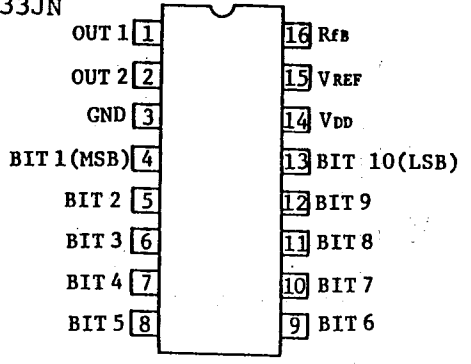 33JN
OUT 1 1 16 RfB
OUT 2 2 15 VREF
GND 3 14 VDD
BIT 1(MSB) 4 13 BIT 10(LSB)
BIT 2 5 12 BIT 9
BIT 3 6 11 BIT 8
BIT 4 7 10 BIT 7
BIT 5 8 9 BIT 6